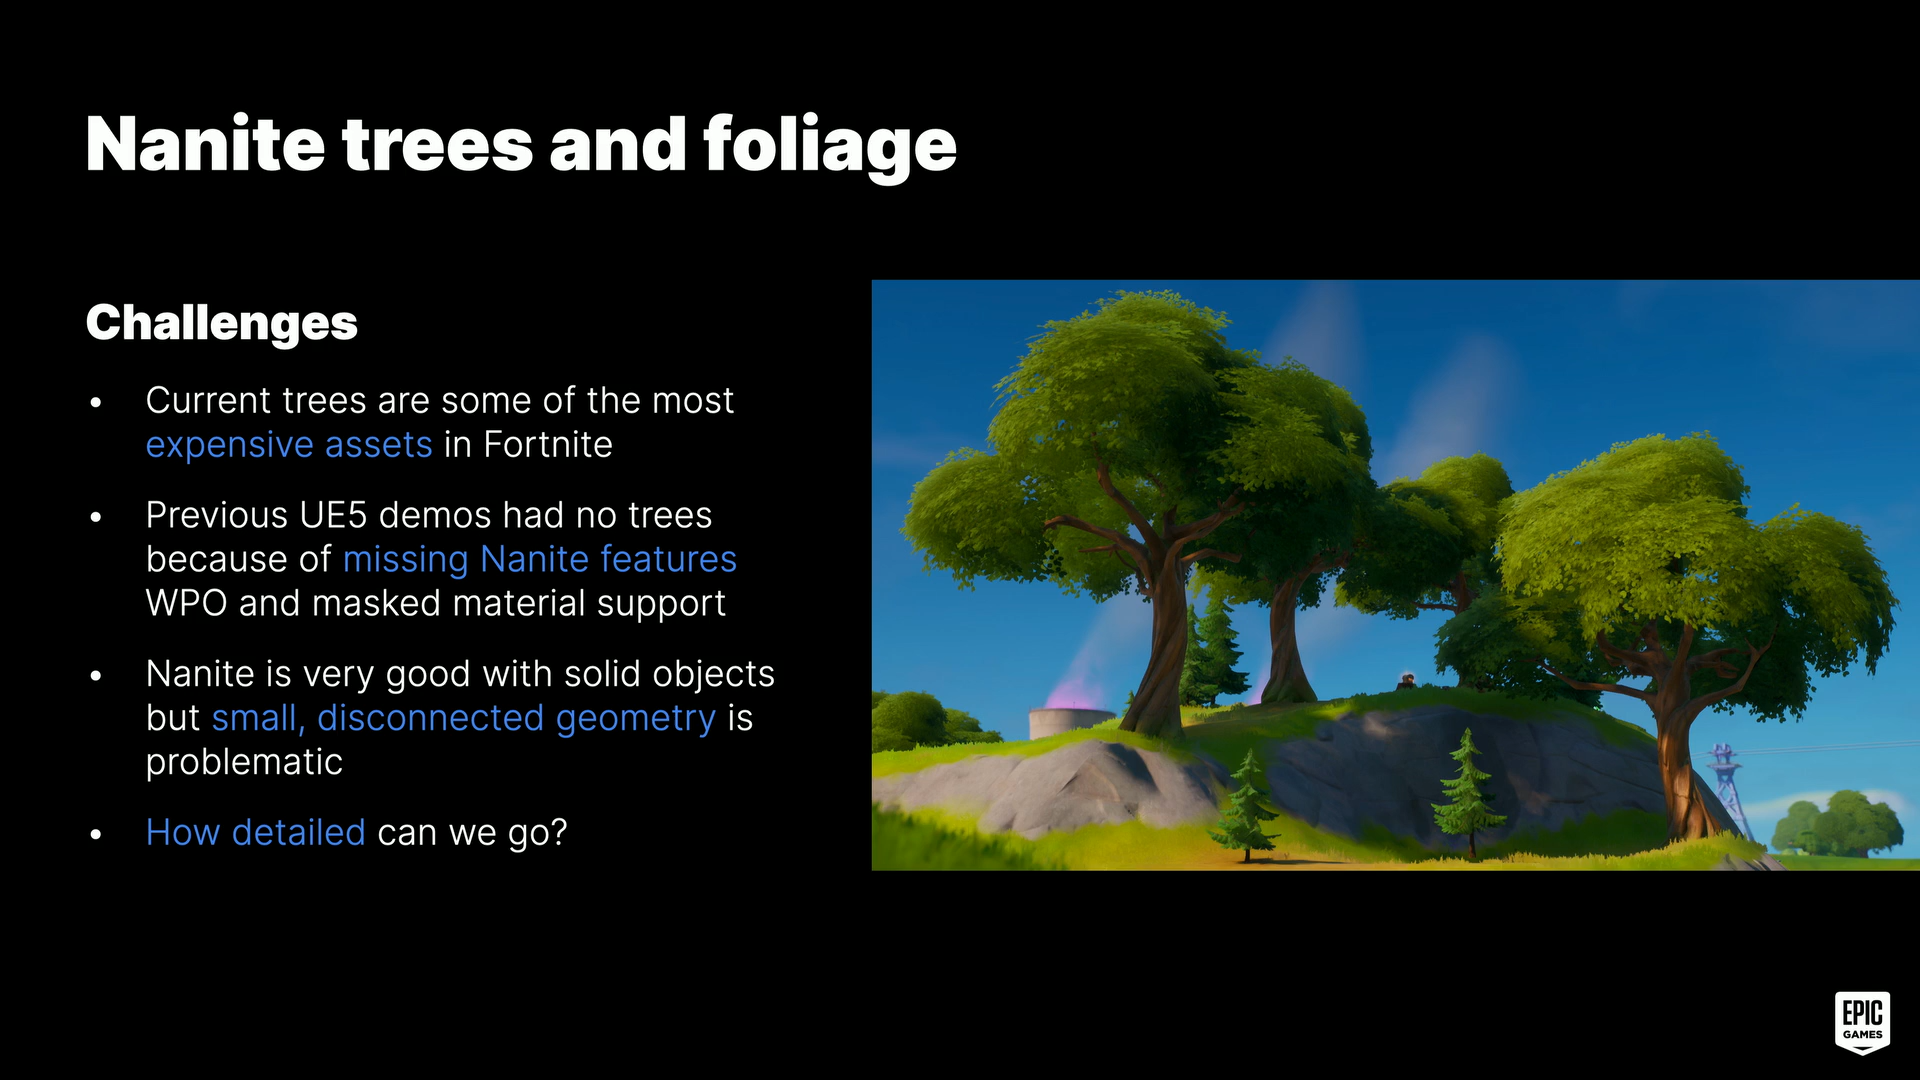 Nanite trees and foliage
Challenges
• Current trees are some of the most
expensive assets in Fortnite
• Previous UE5 demos had no trees
because of missing Nanite features
WPO and masked material support
• Nanite is very good with solid objects
but small, disconnected geometry is
problematic
• How detailed can we go?
EPIC
GAMES